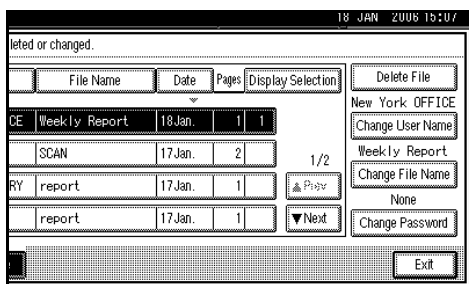 18 JAN 2006 15:07
leted or changed.
File Name Date Pages Display Selection Delete File
New York OFFICE
CE Weekly Report 18Jan. 1 1 Change User Name
SCAN 17Jan. 2 1/2 Weekly Report
Change File Name
RY report 17Jan. 1 ▲Prev. None
report 17Jan. 1 ▼Next Change Password
Exit